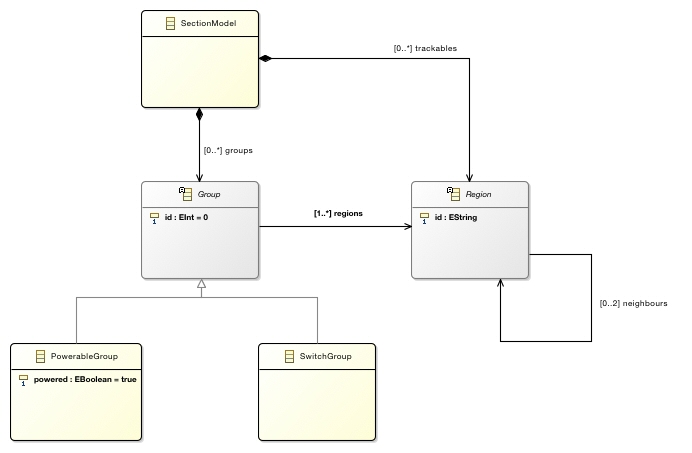 SectionModel
[0..*] trackables
[0..*] groups
Group
id : EInt = 0
[1..*] regions
Region
id : EString
[0..2] neighbours
PowerableGroup
powered : EBoolean = true
SwitchGroup